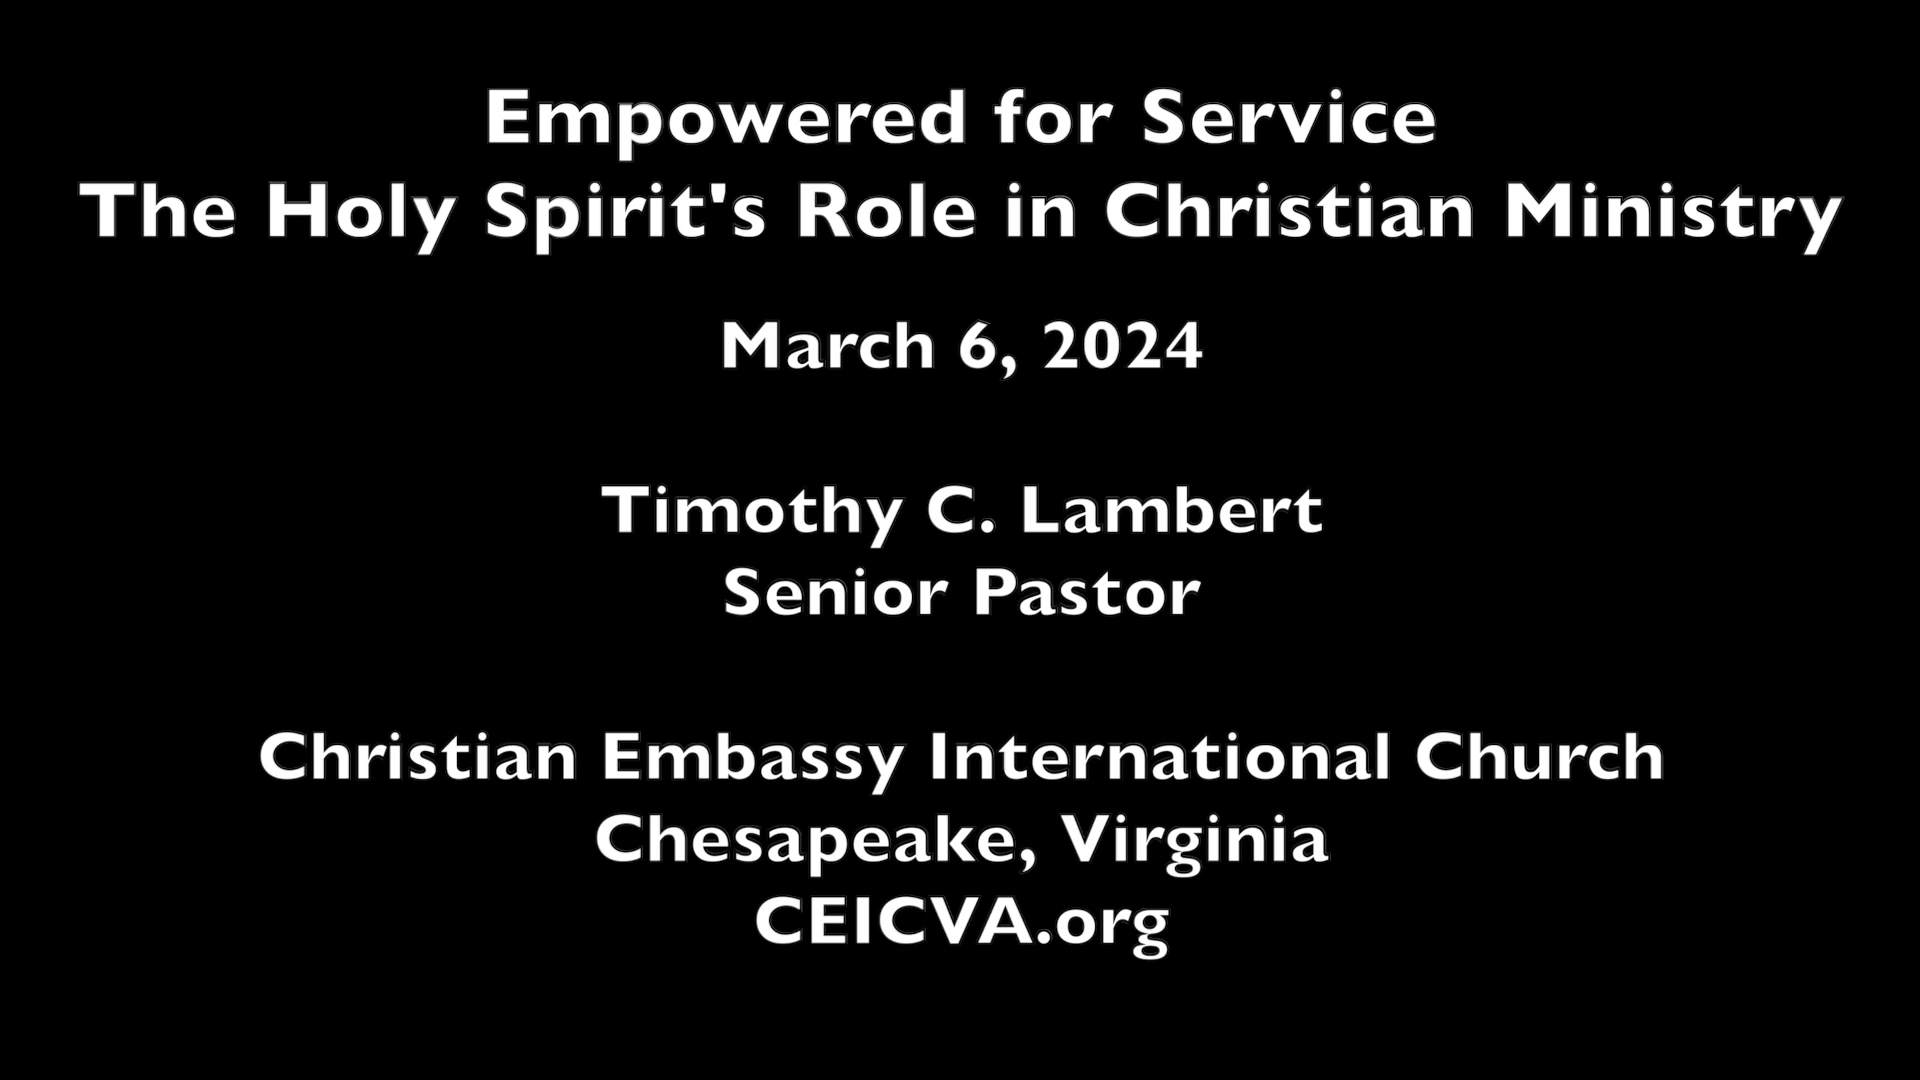 Empowered for Service
The Holy Spirit's Role in Christian Ministry
March 6, 2024
Timothy C. Lambert
Senior Pastor
Christian Embassy International Church
Chesapeake, Virginia
CEICVA.org